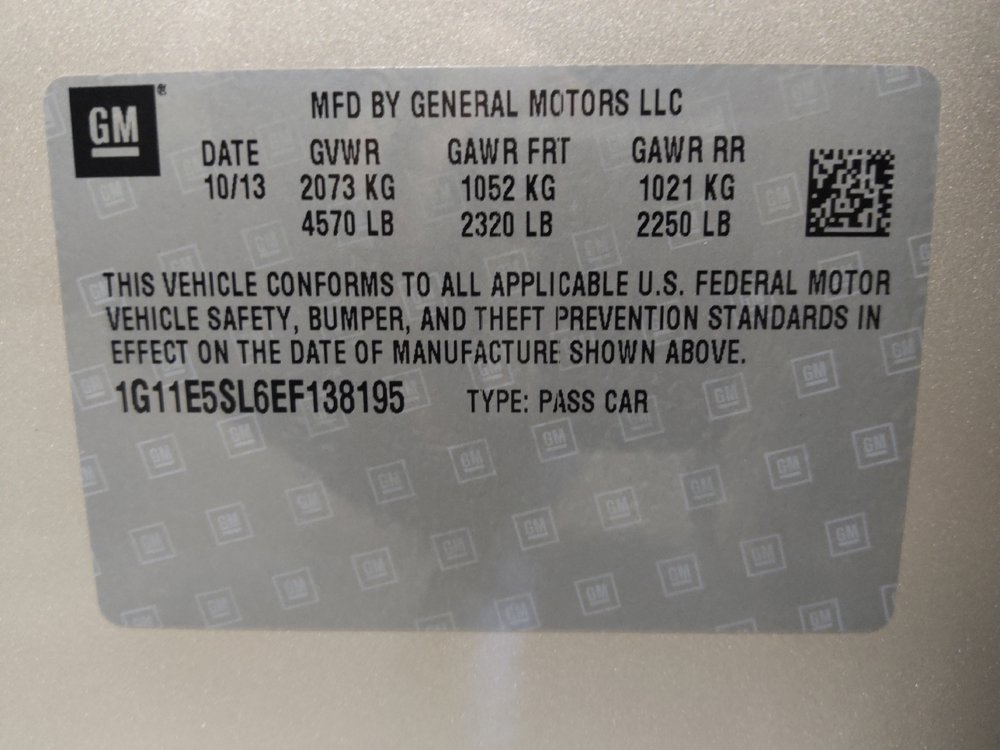 GM®
MFD BY GENERAL MOTORS LLC
DATE GVWR GAWR FRT GAWR RR
10/13 2073 KG 1052 KG 1021 KG
4570 LB 2320 LB 2250 LB
THIS VEHICLE CONFORMS TO ALL APPLICABLE U.S. FEDERAL MOTOR
VEHICLE SAFETY, BUMPER, AND THEFT PREVENTION STANDARDS IN
EFFECT ON THE DATE OF MANUFACTURE SHOWN ABOVE.
1G11E5SL6EF138195 TYPE: PASS CAR